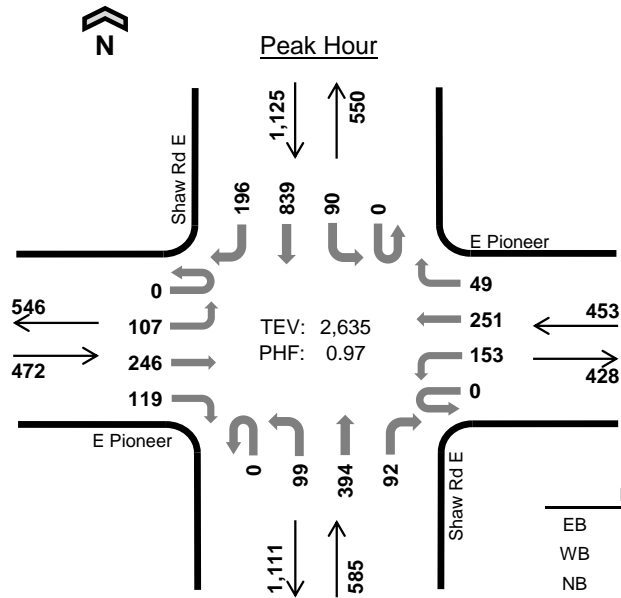 N
Peak Hour
1,125
550
Shaw Rd E
196
839
90
0
E Pioneer
0
49
546
107
TEV: 2,635
251
453
472
246
PHF: 0.97
153
428
119
0
E Pioneer
0
99
394
92
Shaw Rd E
1,111
585
EB
WB
NB